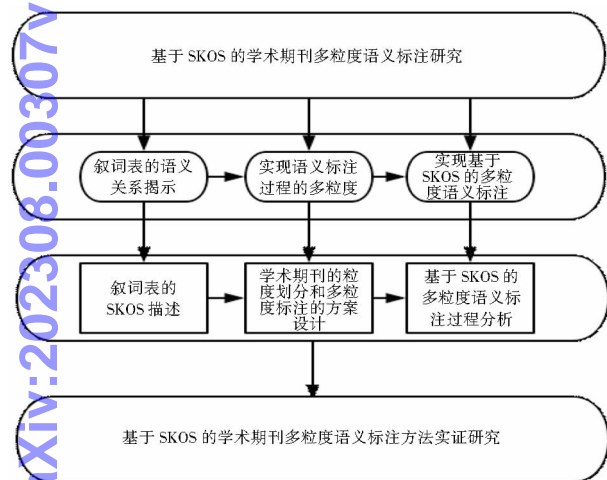 基于 SKOS 的学术期刊多粒度语义标注研究
叙词表的语义
关系揭示
实现语义标注
过程的多粒度
实现基于
SKOS 的多粒
度语义标注
叙词表的
SKOS 描述
学术期刊的粒
度划分和多粒
度标注的方案
设计
基于 SKOS 的
多粒度语义标
注过程分析
基于 SKOS 的学术期刊多粒度语义标注方法实证研究
aXiv:202308.00307v